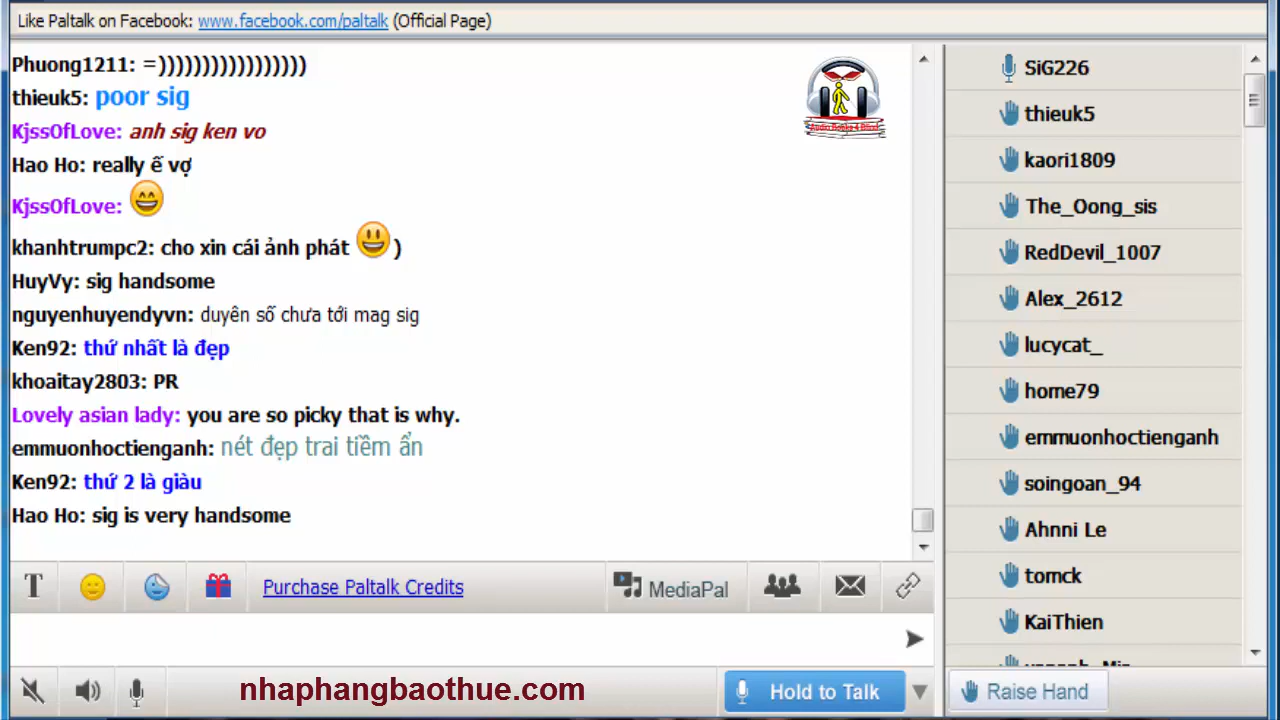 Like Paltalk on Facebook: www.facebook.com/paltalk (Official Page)
Phuong1211: =)))))))))))))))))
thieuk5: poor sig
KjssOfLove: anh sig ken vo
Hao Ho: really ế vợ
KjssOfLove:
khanhtrumpc2: cho xin cái ảnh phát )
HuyVy: sig handsome
nguyenhuyendyvn: duyên số chưa tới mag sig
Ken92: thứ nhất là đẹp
khoaitay2803: PR
Lovely asian lady: you are so picky that is why.
emmuonhoctienganh: nét đẹp trai tiềm ẩn
Ken92: thứ 2 là giàu
Hao Ho: sig is very handsome
Audio Books 4 Blind
SiG226
thieuk5
kaori1809
The_Oong_sis
RedDevil_1007
Alex_2612
lucycat_
home79
emmuonhoctienganh
soingoan_94
Ahnni Le
tomck
KaiThien
T
Purchase Paltalk Credits
MediaPal
nhaphangbaothue.com
Hold to Talk
Raise Hand